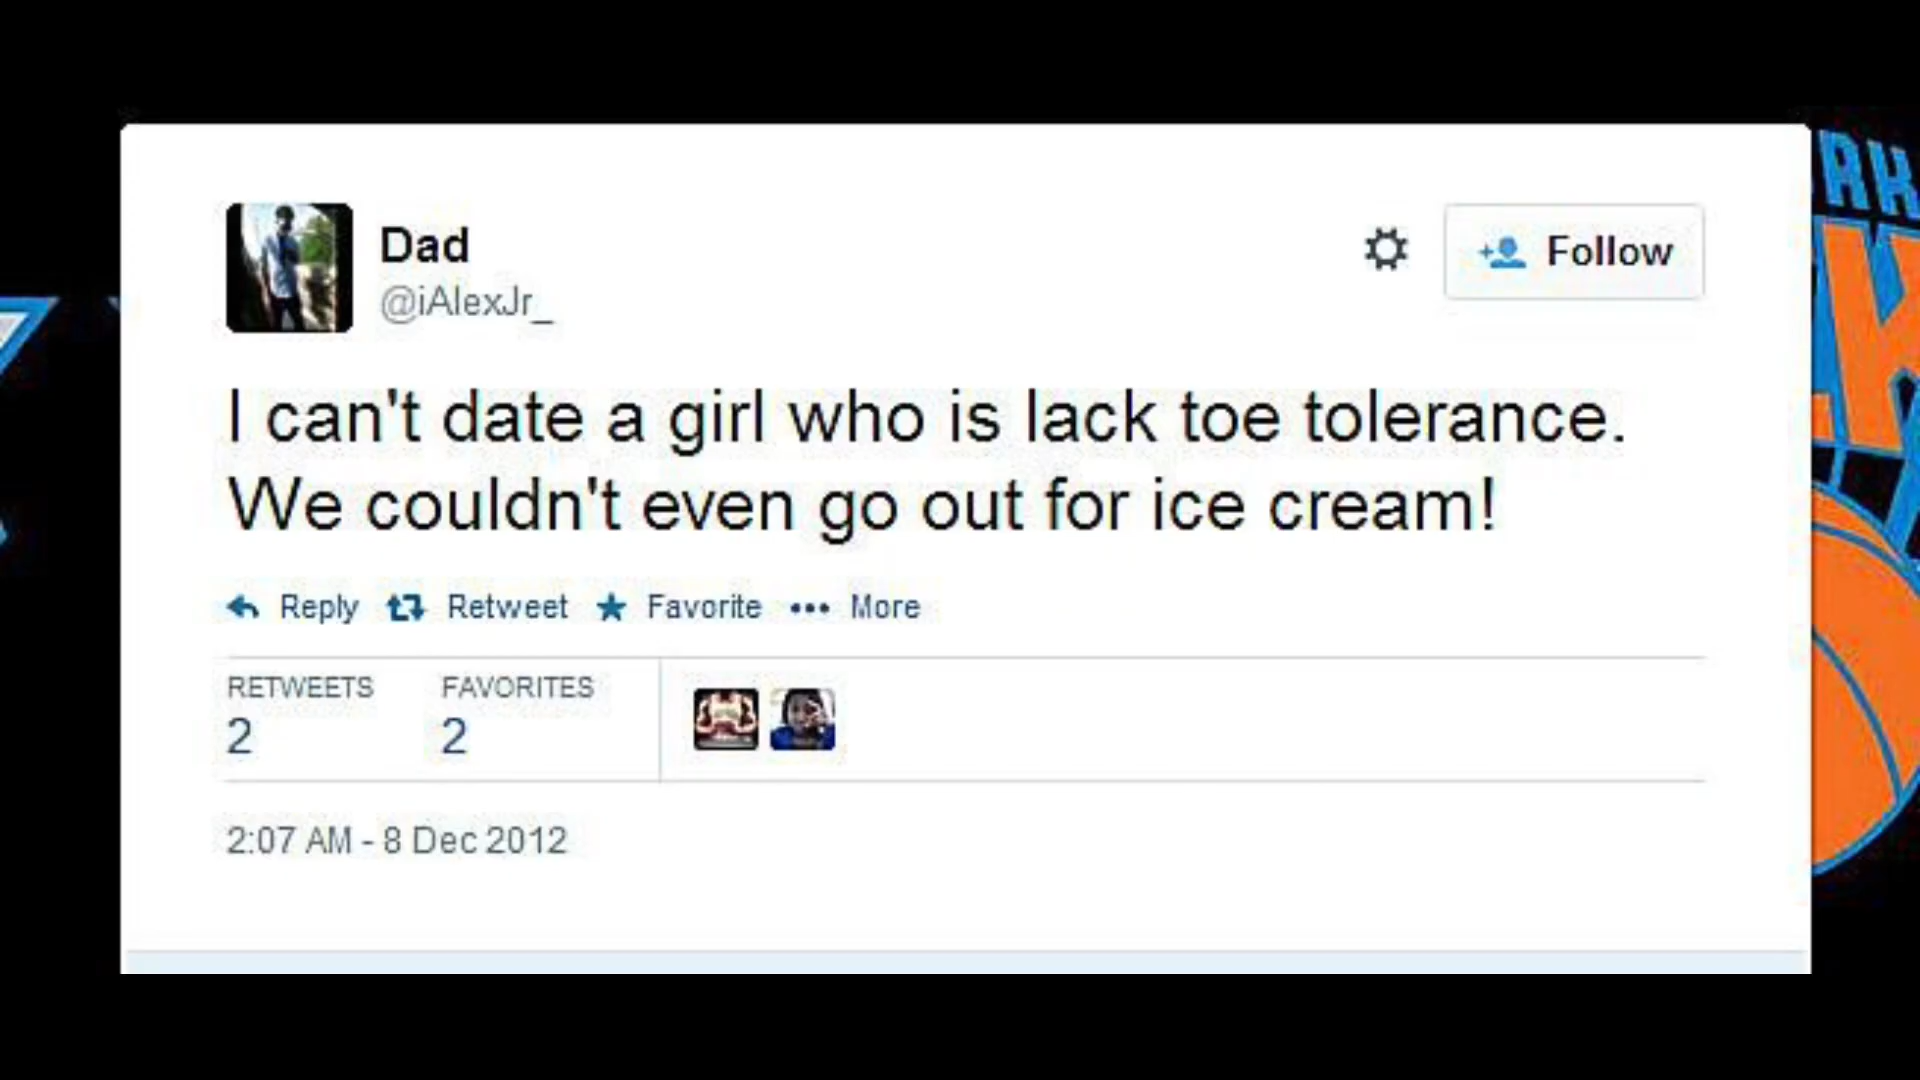 Dad
@iAlexJr_
Follow
I can't date a girl who is lack toe tolerance.
We couldn't even go out for ice cream!
Reply Retweet Favorite More
RETWEETS FAVORITES
2 2
2:07 AM - 8 Dec 2012
RK